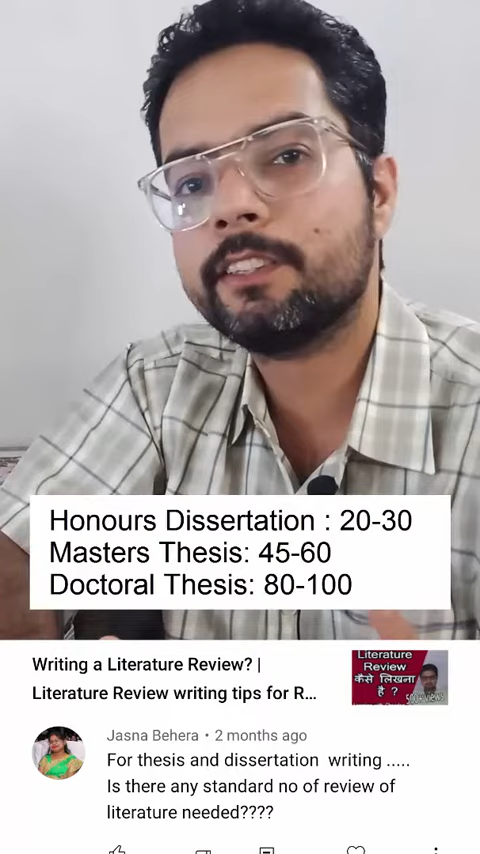 Honours Dissertation : 20-30
Masters Thesis: 45-60
Doctoral Thesis: 80-100
Writing a Literature Review? |
Literature Review writing tips for R...
Literature
Review
कैसे लिखना
है ?
Jasna Behera • 2 months ago
For thesis and dissertation writing .....
Is there any standard no of review of
literature needed????